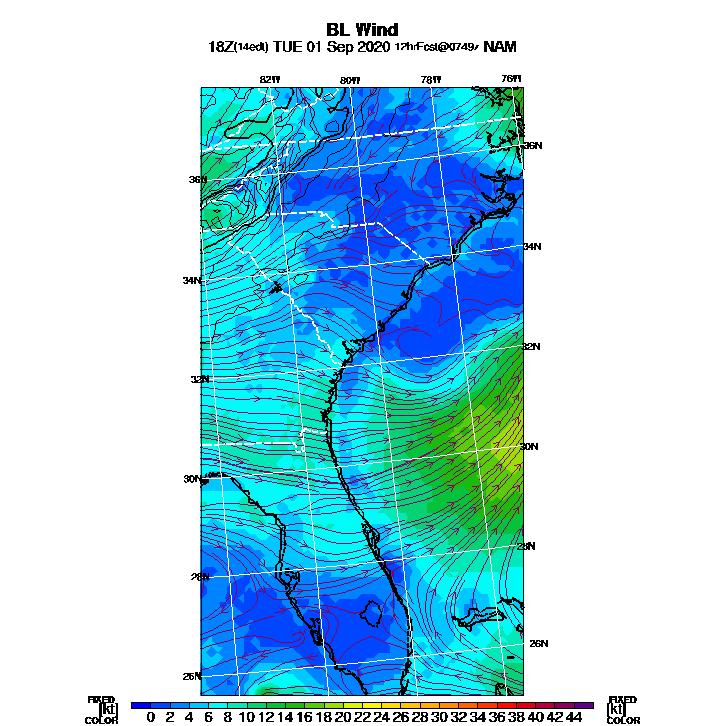 BL Wind
18Z(14edt) TUE 01 Sep 2020 12hrFcst@0749z NAM
82W 80W 78W 76W
36N
36N
34N
34N
32N
32N
30N
30N
28N
28N
26N
26N
FIXED FIXED
[kt] 0 2 4 6 8 10 12 14 16 18 20 22 24 26 28 30 32 34 36 38 40 42 44 [kt]
COLOR COLOR